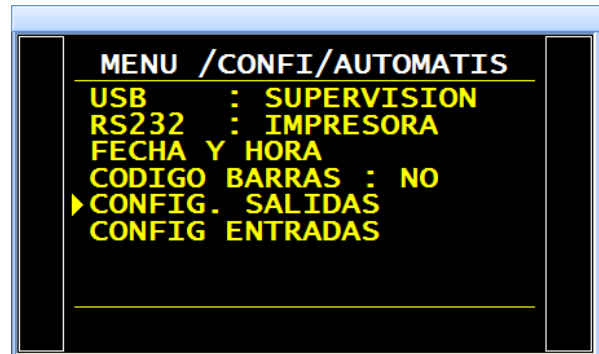 MENU /CONFI/AUTOMATIS
USB : SUPERVISION
RS232 : IMPRESORA
FECHA Y HORA
CODIGO BARRAS : NO
CONFIG. SALIDAS
CONFIG ENTRADAS